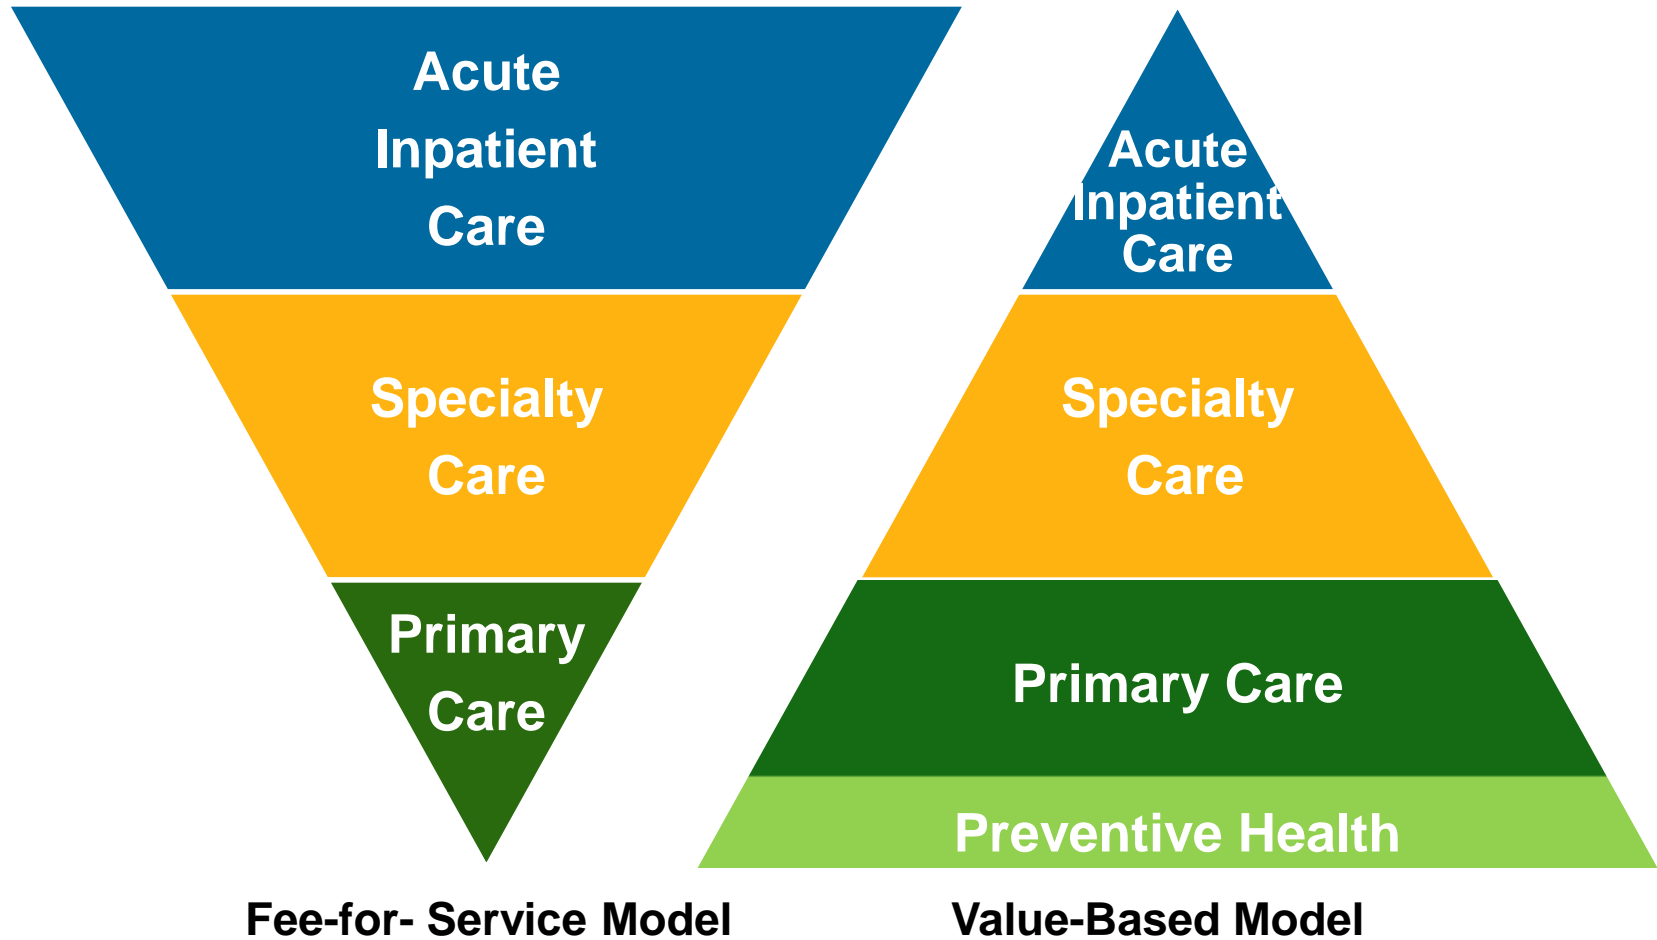 Acute
Inpatient
Care
Specialty
Care
Primary
Care
Fee-for- Service Model
Acute
Inpatient
Care
Specialty
Care
Primary Care
Preventive Health
Value-Based Model